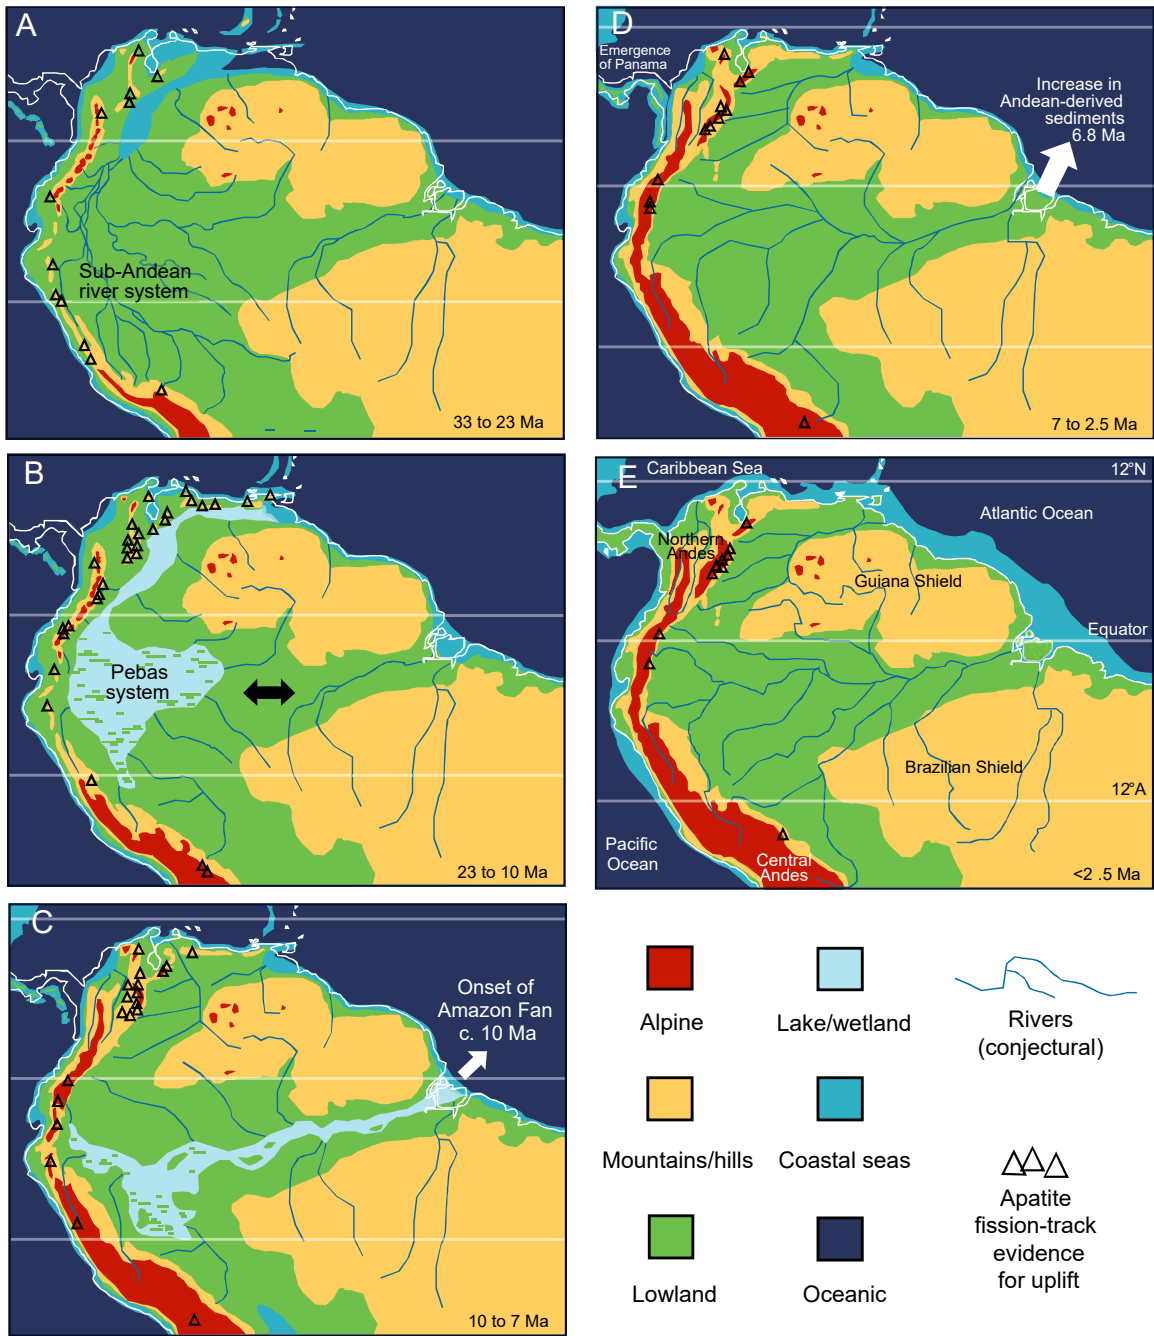 A
Sub-Andean
river system
33 to 23 Ma
B
Pebas
system
23 to 10 Ma
C
Onset of
Amazon Fan
c. 10 Ma
10 to 7 Ma
D
Emergence
of Panama
Increase in
Andean-derived
sediments
6.8 Ma
7 to 2.5 Ma
E
Caribbean Sea
12°N
Atlantic Ocean
Northern
Andes
Guiana Shield
Equator
Brazilian Shield
12°A
Pacific
Ocean
Central
Andes
<2 .5 Ma
Alpine
Lake/wetland
Rivers
(conjectural)
Mountains/hills
Coastal seas
Apatite
fission-track
evidence
for uplift
Lowland
Oceanic